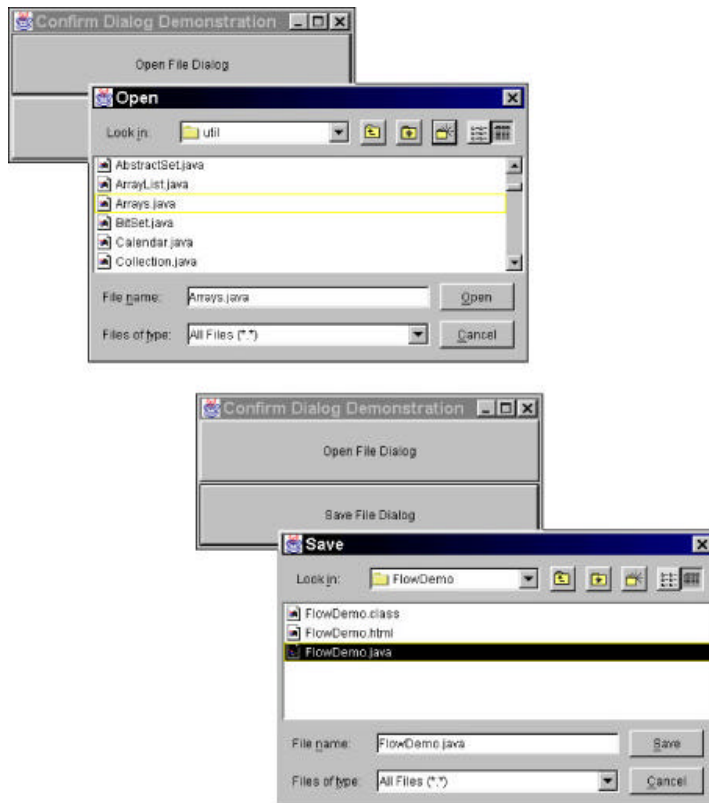 Confirm Dialog Demonstration
Open File Dialog
Open
Look in: util
AbstractSet.java
ArrayList.java
Arrays.java
BitSet.java
Calendar.java
Collection.java
File name: Arrays.java Open
Files of type: All Files (*.*) Cancel
Confirm Dialog Demonstration
Open File Dialog
Save File Dialog
Save
Look in: FlowDemo
FlowDemo.class
FlowDemo.html
FlowDemo.java
File name: FlowDemo.java Save
Files of type: All Files (*.*) Cancel